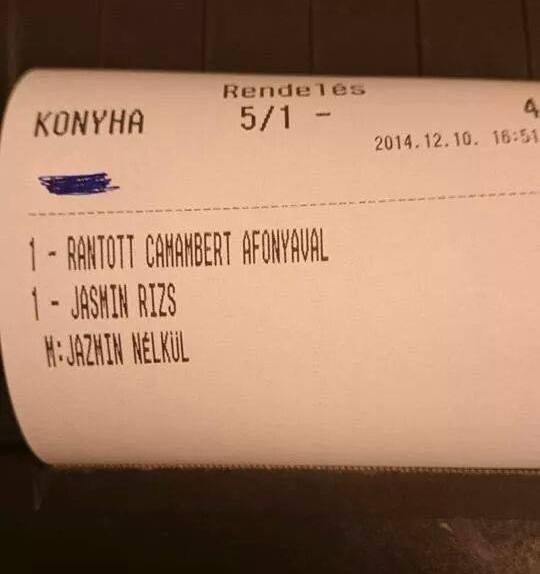 Rendelés
KONYHA 5/1 - 4
2014.12.10. 16:51
1 - RANTOTT CAMAMBERT AFONYAVAL
1 - JASMIN RIZS
M:JAZMIN NÉLKÜL